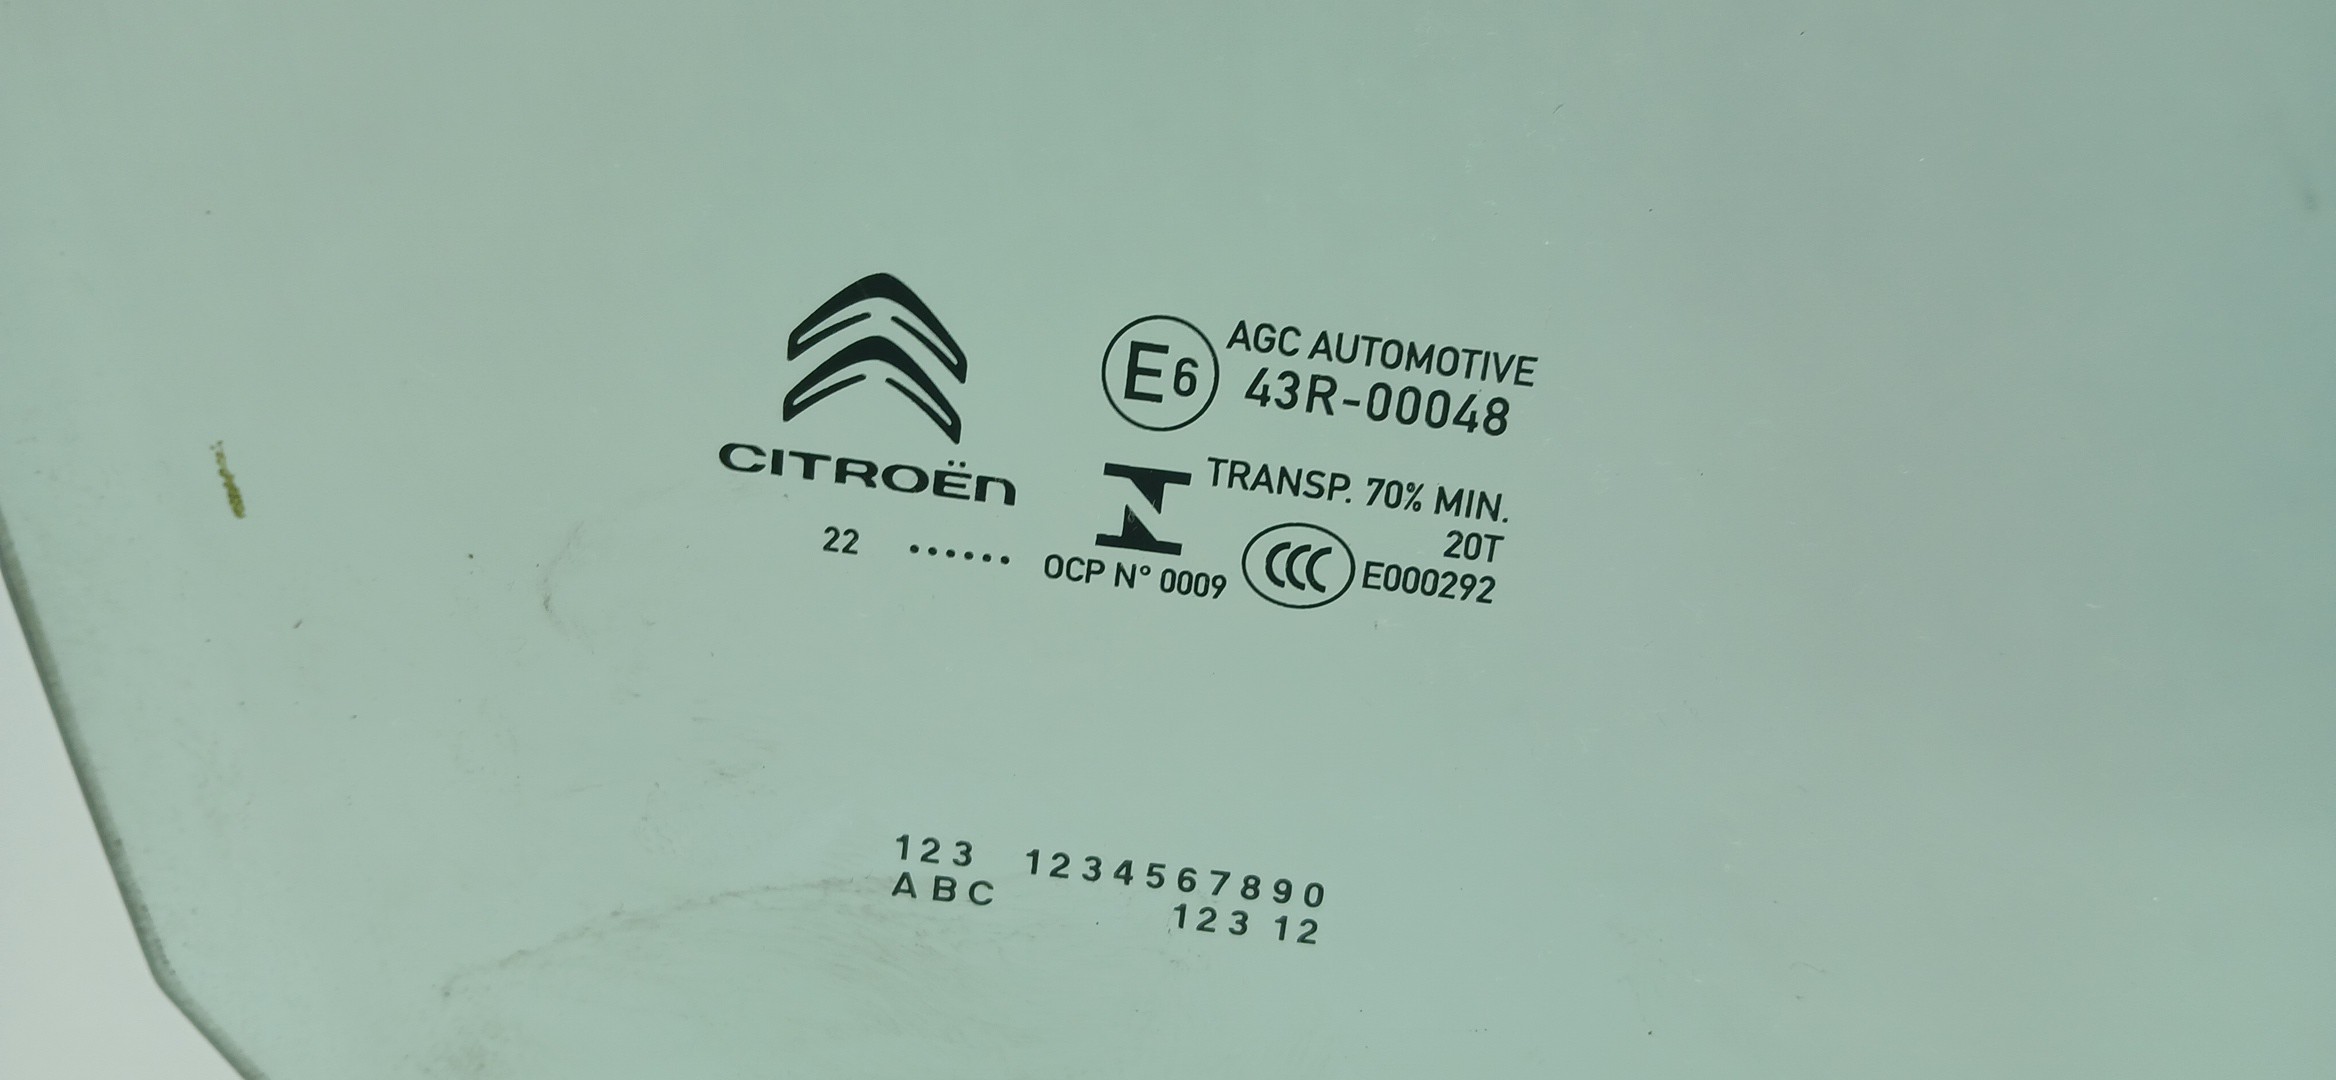 CITROËn
22 ......
E6 AGC AUTOMOTIVE
43R-00048
TRANSP. 70% MIN.
20T
OCP N° 0009 CCC E000292
123 1234567890
ABC
123 12